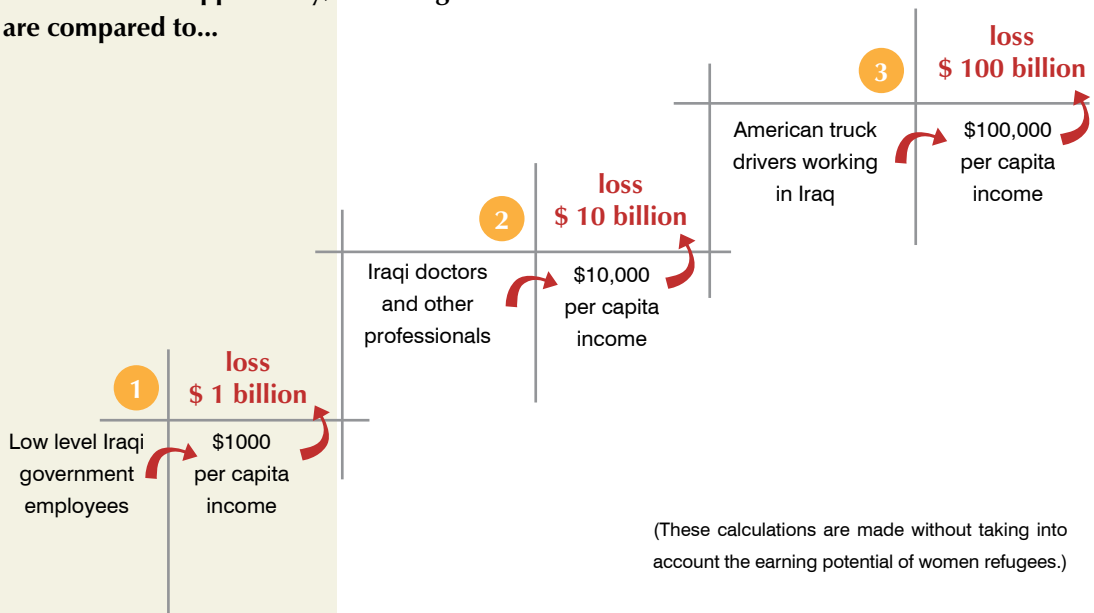 are compared to...
1
loss
$ 1 billion
Low level Iraqi
government
employees
$1000
per capita
income
2
loss
$ 10 billion
Iraqi doctors
and other
professionals
$10,000
per capita
income
3
loss
$ 100 billion
American truck
drivers working
in Iraq
$100,000
per capita
income
(These calculations are made without taking into
account the earning potential of women refugees.)